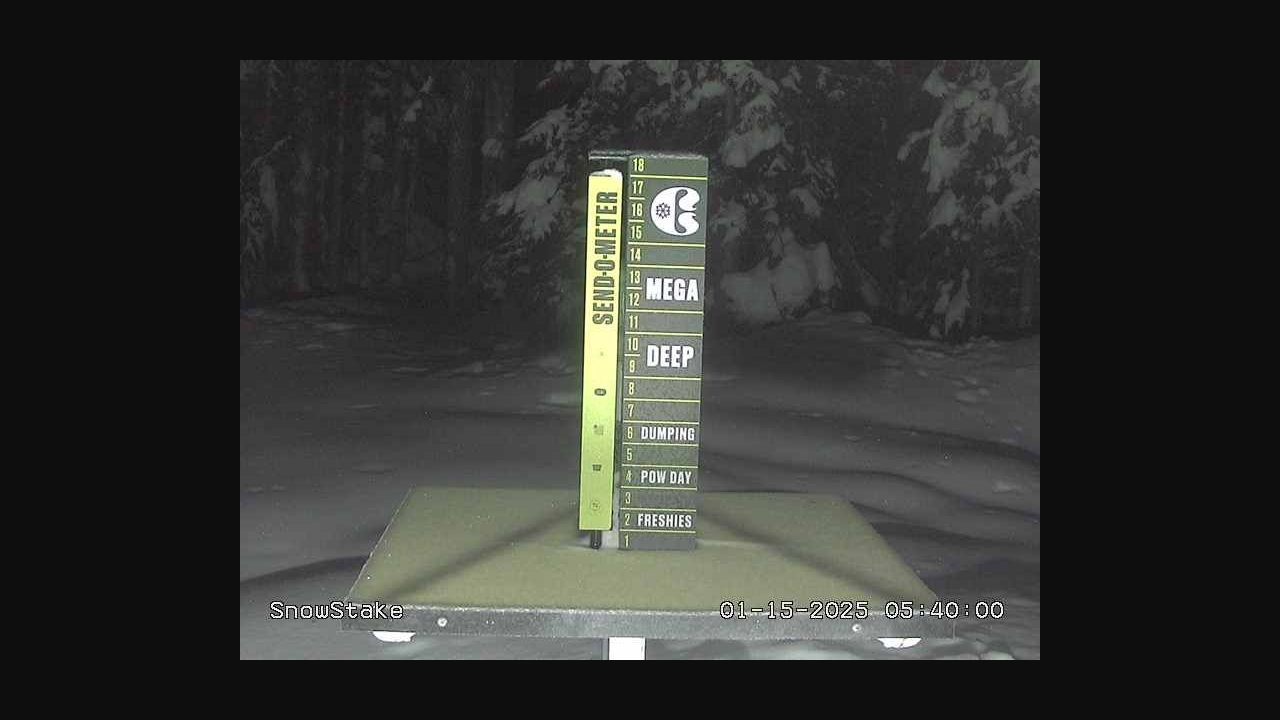 SEND-O-METER
18
17
16
15
14
13
12
MEGA
11
10
9
DEEP
8
7
6 DUMPING
5
4 POW DAY
3
2 FRESHIES
1
SnowStake
01-15-2025 05:40:00